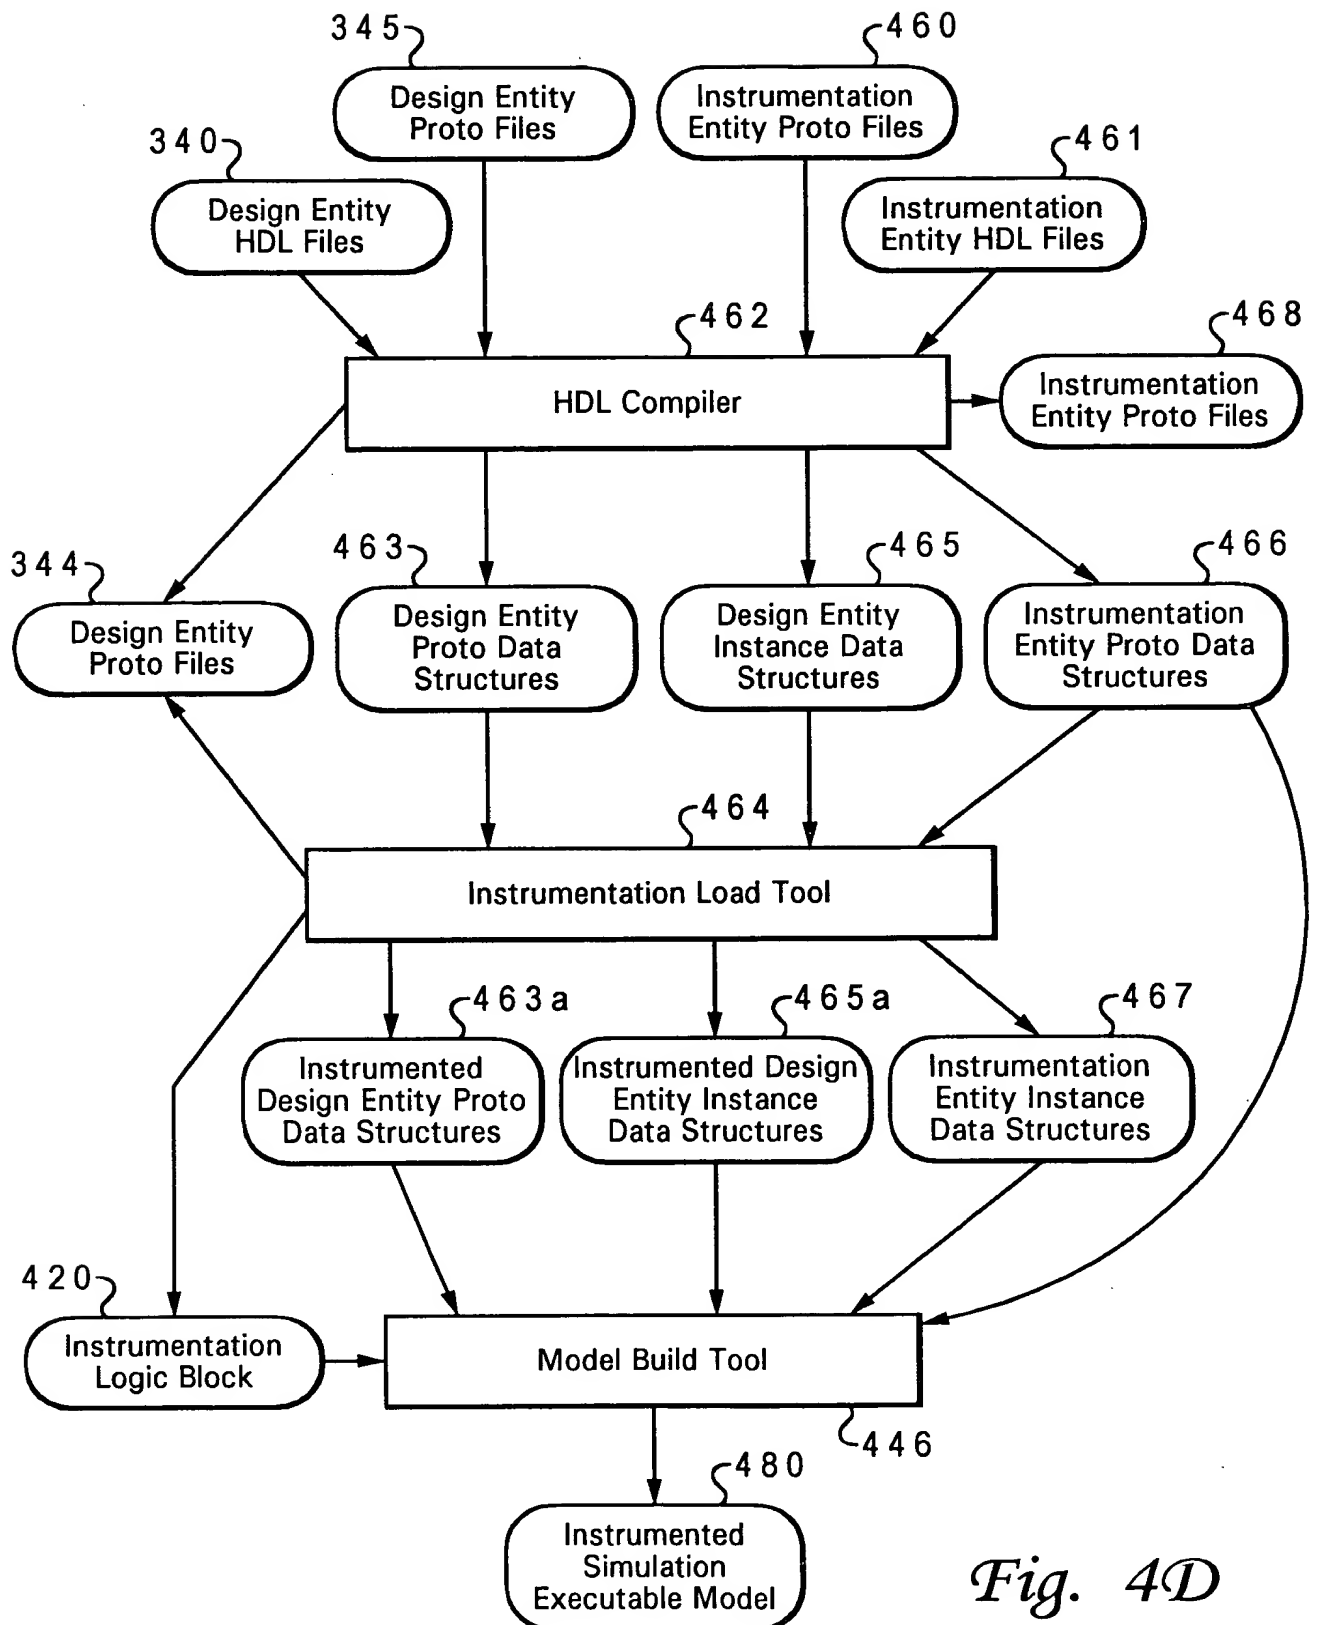 345
460
Design Entity
Proto Files
Instrumentation
Entity Proto Files
340
461
Design Entity
HDL Files
Instrumentation
Entity HDL Files
462
468
HDL Compiler
Instrumentation
Entity Proto Files
344
463
465
466
Design Entity
Proto Files
Design Entity
Proto Data
Structures
Design Entity
Instance Data
Structures
Instrumentation
Entity Proto Data
Structures
464
Instrumentation Load Tool
463a
465a
467
Instrumented
Design Entity Proto
Data Structures
Instrumented Design
Entity Instance
Data Structures
Instrumentation
Entity Instance
Data Structures
420
Instrumentation
Logic Block
Model Build Tool
446
480
Instrumented
Simulation
Executable Model
Fig. 4D